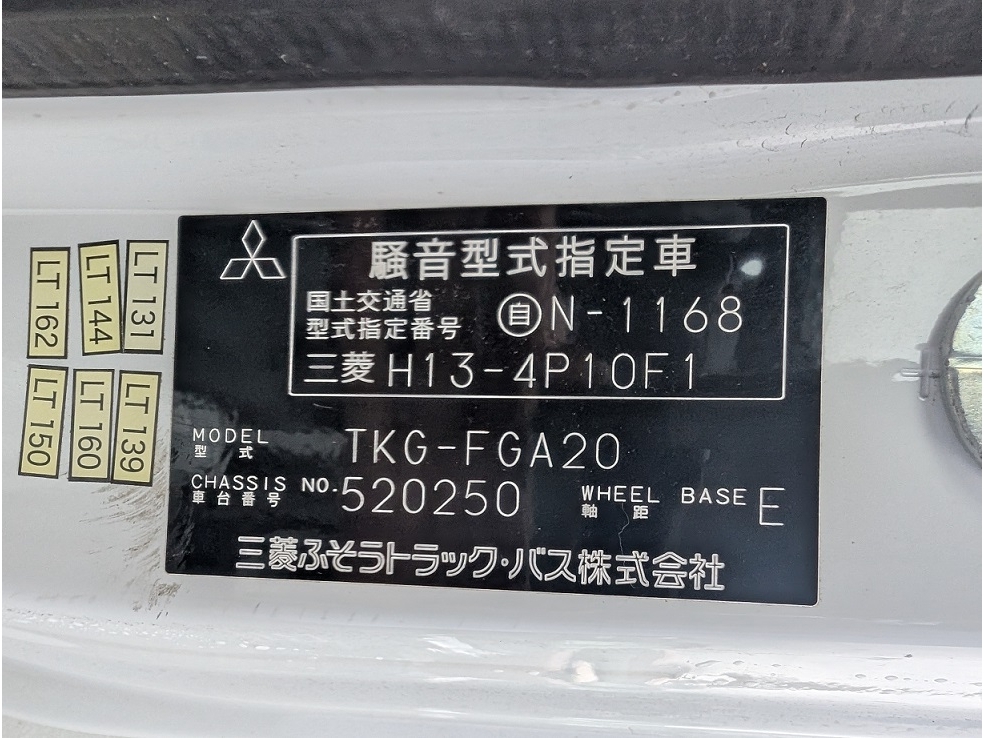 騒音型式指定車
国土交通省
型式指定番号 自N-1168
三菱 H13-4P10F1
MODEL
型式 TKG-FGA20
CHASSIS NO.
車台番号 520250
WHEEL BASE
軸距 E
三菱ふそうトラック・バス株式会社
LT 162
LT 144
LT 131
LT 150
LT 160
LT 139